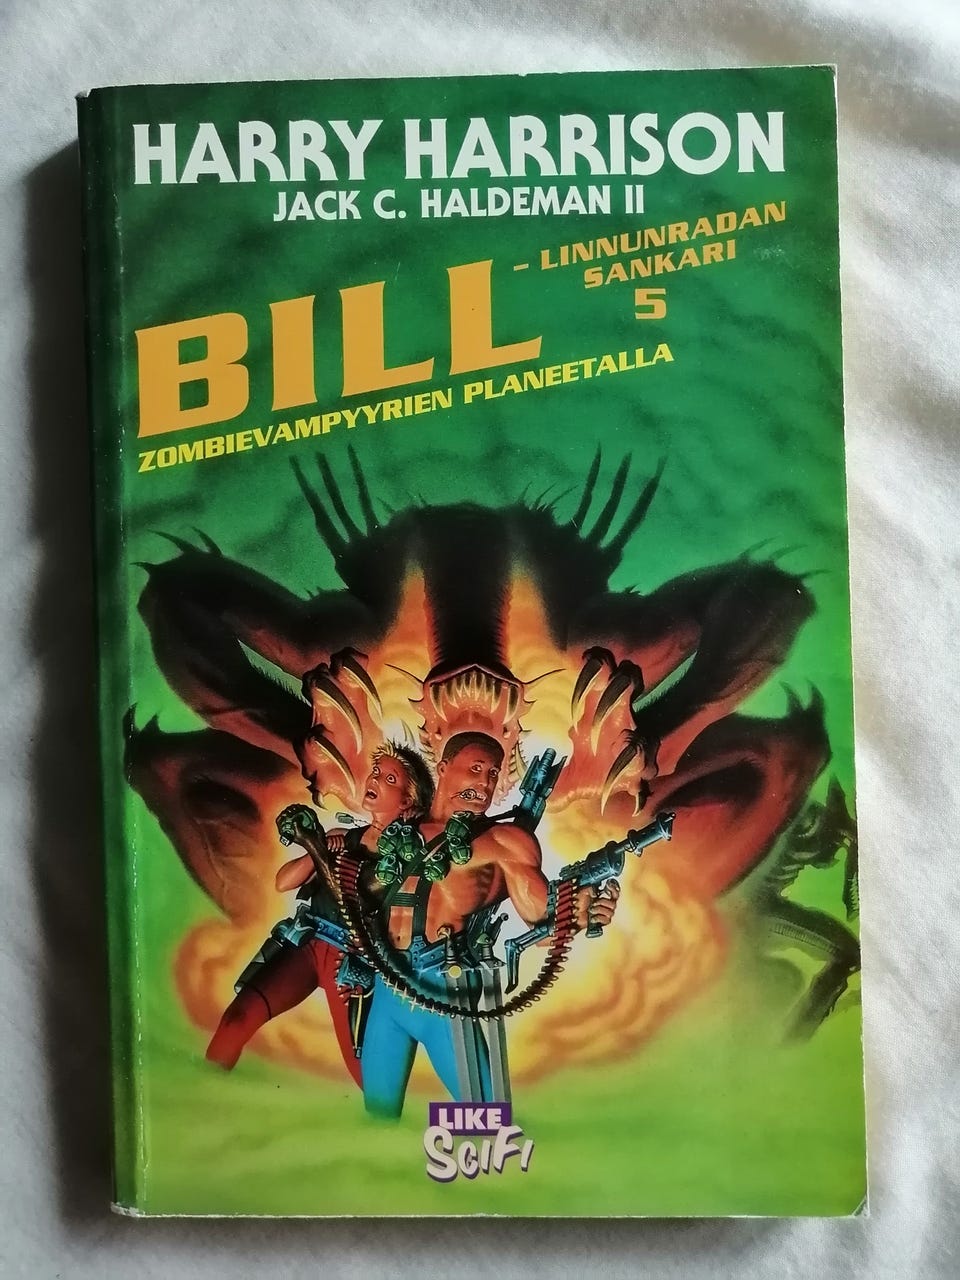 HARRY HARRISON
JACK C. HALDEMAN II
BILL
– LINNUNRADAN
SANKARI
5
ZOMBIEVAMPYYRIEN PLANEETALLA
LIKE
SCIFI